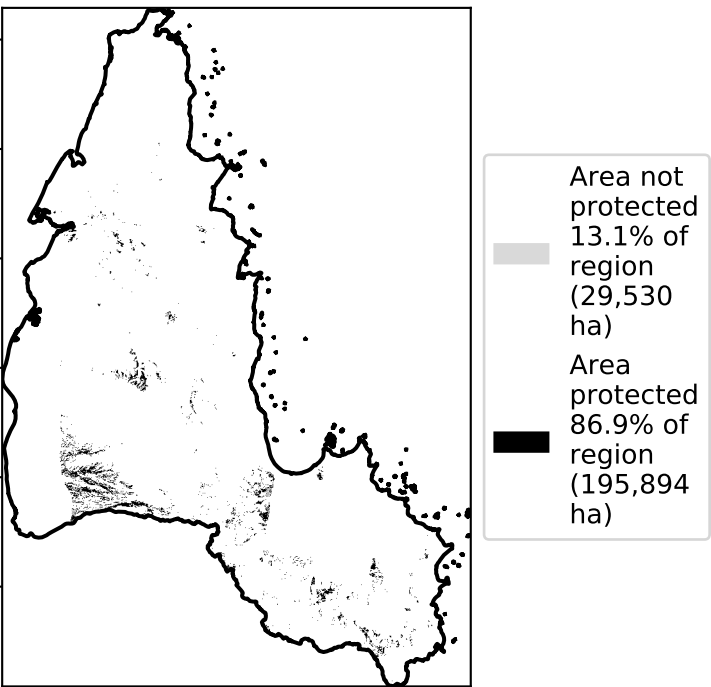 Area not
protected
13.1% of
region
(29,530
ha)
Area
protected
86.9% of
region
(195,894
ha)